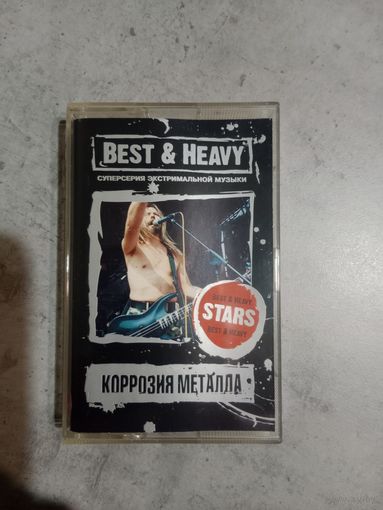 BEST & HEAVY
СУПЕРСЕРИЯ ЭКСТРИМАЛЬНОЙ МУЗЫКИ
BEST & HEAVY
STARS
BEST & HEAVY
КОРРОЗИЯ МЕТАЛЛА